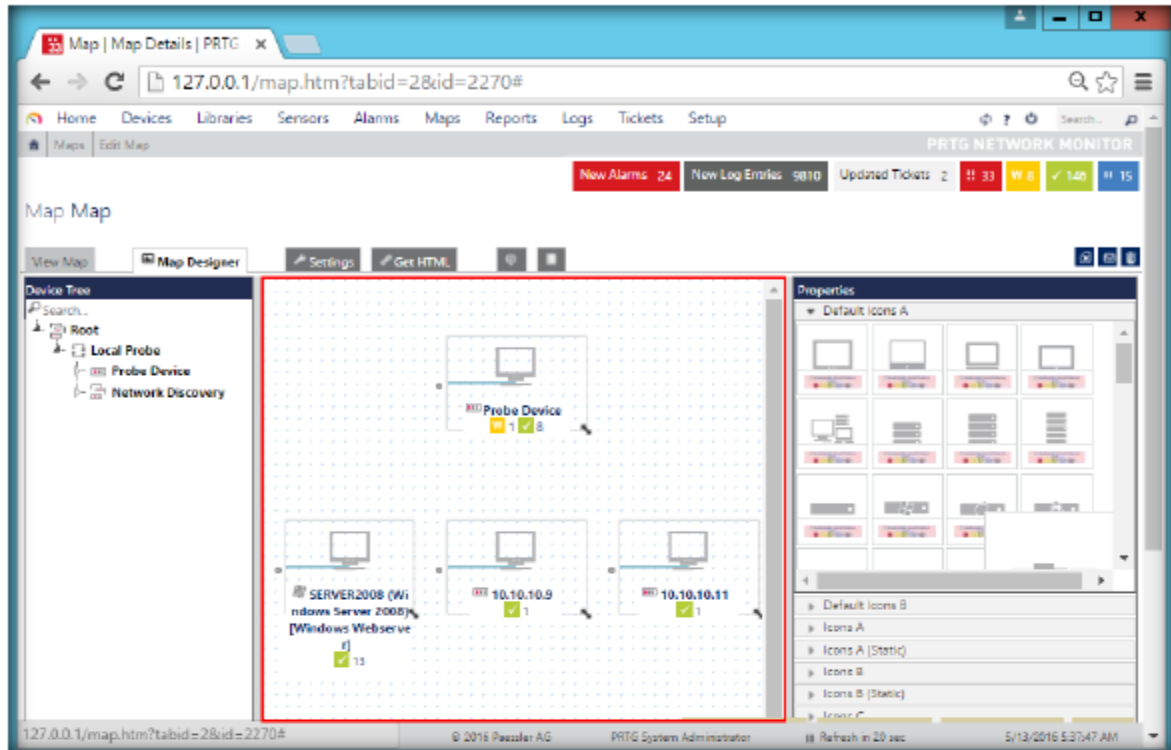 Map | Map Details | PRTG
127.0.0.1/map.htm?tabid=2&id=2270#
Home Devices Libraries Sensors Alarms Maps Reports Logs Tickets Setup ? Search...
Maps Edit Map PRTG NETWORK MONITOR
New Alarms 24 New Log Entries 9810 Updated Tickets 2 !! 33 W 8 ✓ 146 II 15
Map Map
View Map Map Designer Settings Get HTML
Device Tree
Search...
Root
Local Probe
Probe Device
Network Discovery
Probe Device
W 1 ✓ 8
SERVER2008 (Wi
ndows Server 2008)
[Windows Webserve
r]
✓ 13
10.10.10.9
✓ 1
10.10.10.11
✓ 1
Properties
Default Icons A
Default Icons B
Icons A
Icons A (Static)
Icons B
Icons B (Static)
Icons C
127.0.0.1/map.htm?tabid=2&id=2270# © 2016 Paessler AG PRTG System Administrator Refresh in 20 sec 5/13/2016 5:37:47 AM